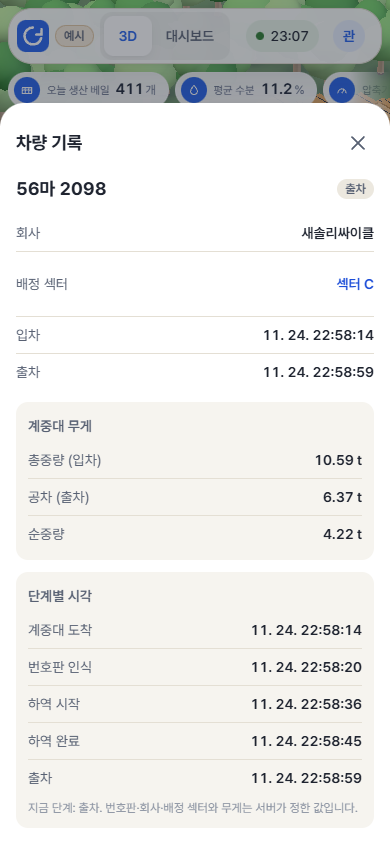 예시
3D
대시보드
23:07
관
오늘 생산 베일 411 개
평균 수분 11.2 %
차량 기록
56마 2098
출차
회사 새솔리싸이클
배정 섹터 섹터 C
입차 11. 24. 22:58:14
출차 11. 24. 22:58:59
계중대 무게
총중량 (입차) 10.59 t
공차 (출차) 6.37 t
순중량 4.22 t
단계별 시각
계중대 도착 11. 24. 22:58:14
번호판 인식 11. 24. 22:58:20
하역 시작 11. 24. 22:58:36
하역 완료 11. 24. 22:58:45
출차 11. 24. 22:58:59
지금 단계: 출차. 번호판·회사·배정 섹터와 무게는 서버가 정한 값입니다.